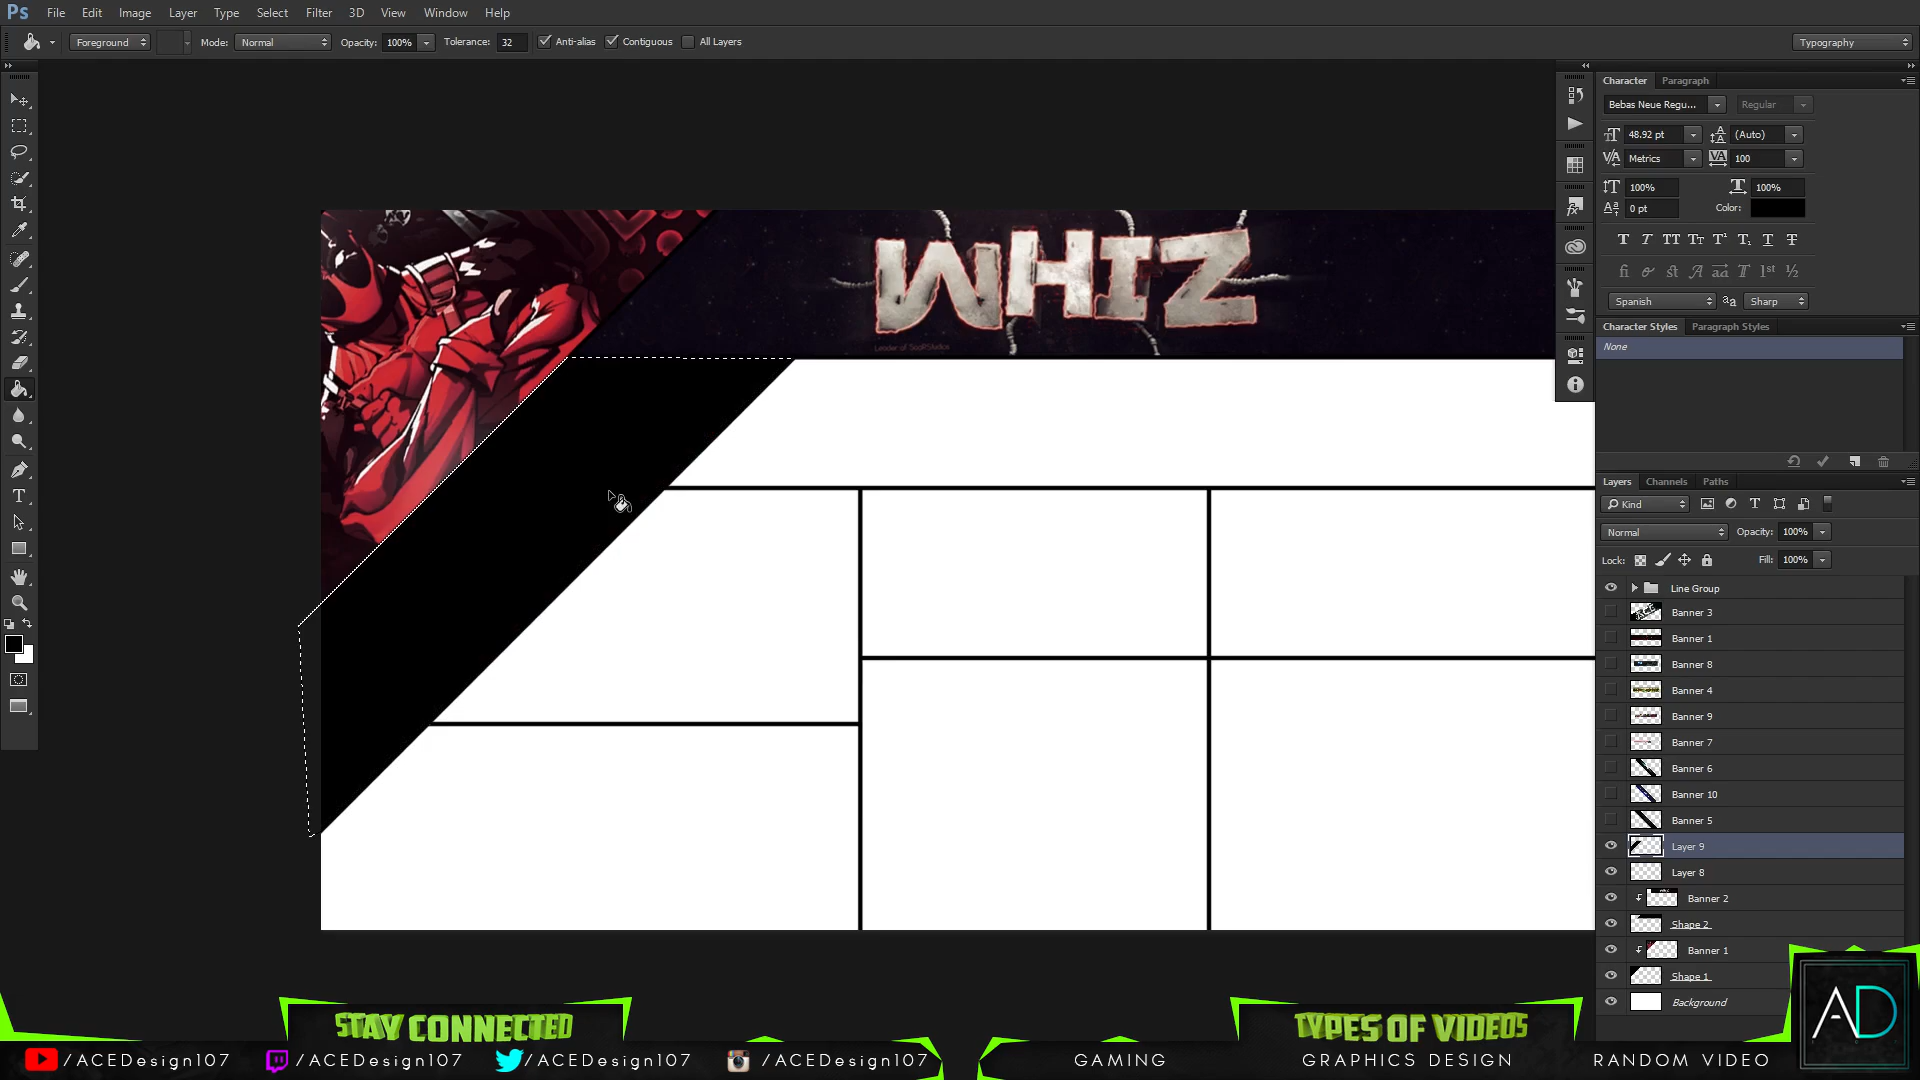 Ps File Edit Image Layer Type Select Filter 3D View Window Help
Foreground Mode: Normal Opacity: 100% Tolerance: 32 Anti-alias Contiguous All Layers Typography
Character Paragraph
Bebas Neue Regu... Regular
48.92 pt (Auto)
Metrics 100
100% 100%
0 pt Color:
Spanish Sharp
Character Styles Paragraph Styles
None
Layers Channels Paths
Kind
Normal Opacity: 100%
Lock: Fill: 100%
Line Group
Banner 3
Banner 1
Banner 8
Banner 4
Banner 9
Banner 7
Banner 6
Banner 10
Banner 5
Layer 9
Layer 8
Banner 2
Shape 2
Banner 1
Shape 1
Background
WHIZ
Leader of SoaRStudios
STAY CONNECTED
TYPES OF VIDEOS
AD
/ACEDesign107 /ACEDesign107 /ACEDesign107 /ACEDesign107 GAMING GRAPHICS DESIGN RANDOM VIDEO